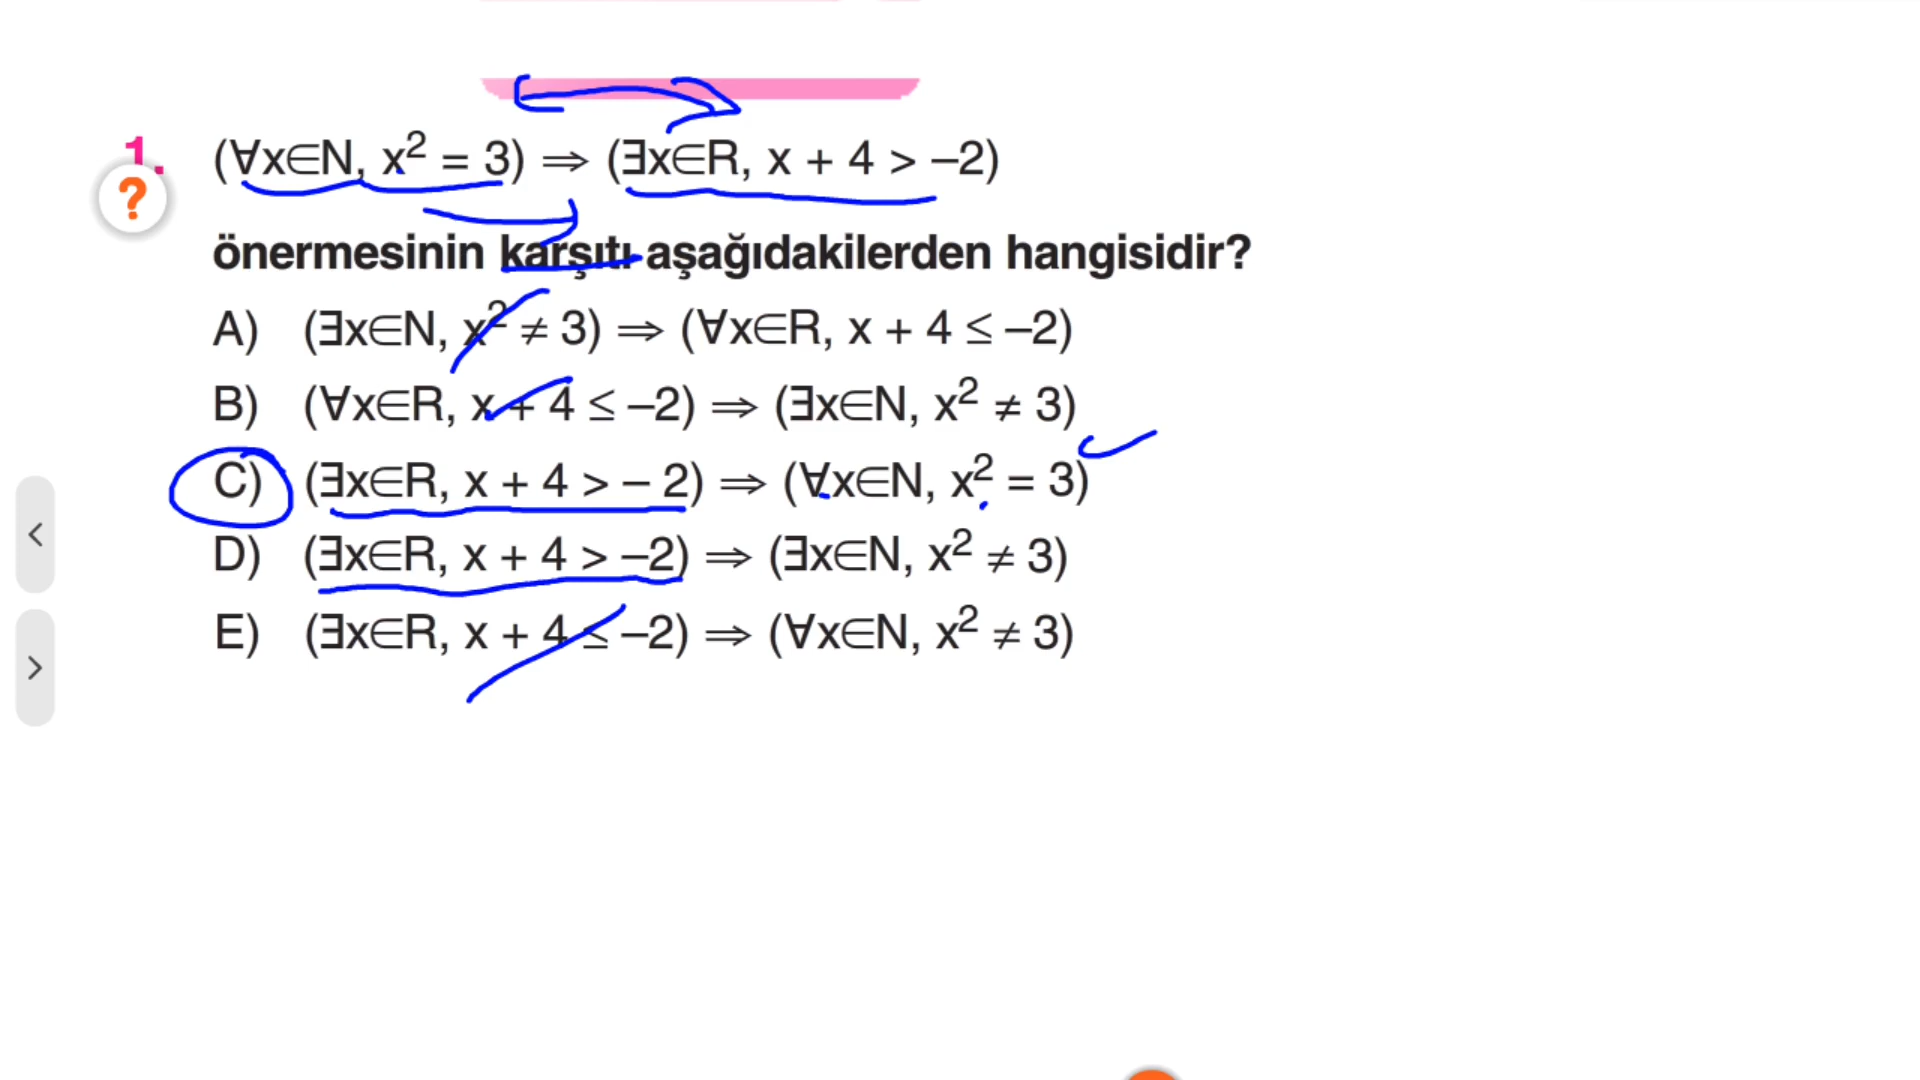 1. (∀x∈N, x² = 3) ⇒ (∃x∈R, x + 4 > –2)
?
önermesinin karşıtı aşağıdakilerden hangisidir?
A) (∃x∈N, x² ≠ 3) ⇒ (∀x∈R, x + 4 ≤ –2)
B) (∀x∈R, x + 4 ≤ –2) ⇒ (∃x∈N, x² ≠ 3)
C) (∃x∈R, x + 4 > – 2) ⇒ (∀x∈N, x² = 3)
D) (∃x∈R, x + 4 > –2) ⇒ (∃x∈N, x² ≠ 3)
E) (∃x∈R, x + 4 ≤ –2) ⇒ (∀x∈N, x² ≠ 3)